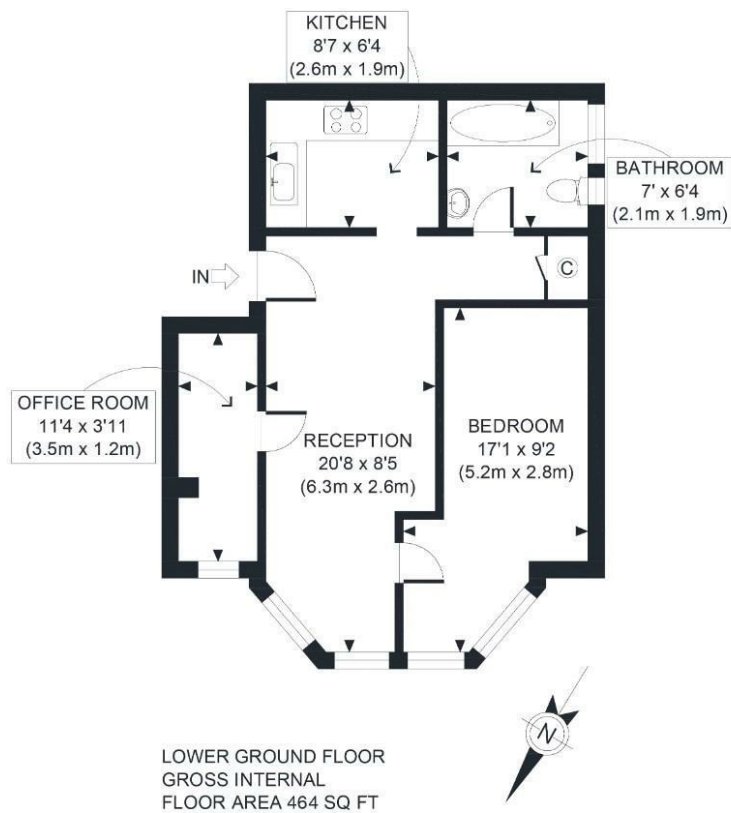 KITCHEN
8'7 x 6'4
(2.6m x 1.9m)
BATHROOM
7' x 6'4
(2.1m x 1.9m)
IN
C
OFFICE ROOM
11'4 x 3'11
(3.5m x 1.2m)
RECEPTION
20'8 x 8'5
(6.3m x 2.6m)
BEDROOM
17'1 x 9'2
(5.2m x 2.8m)
N
LOWER GROUND FLOOR
GROSS INTERNAL
FLOOR AREA 464 SQ FT